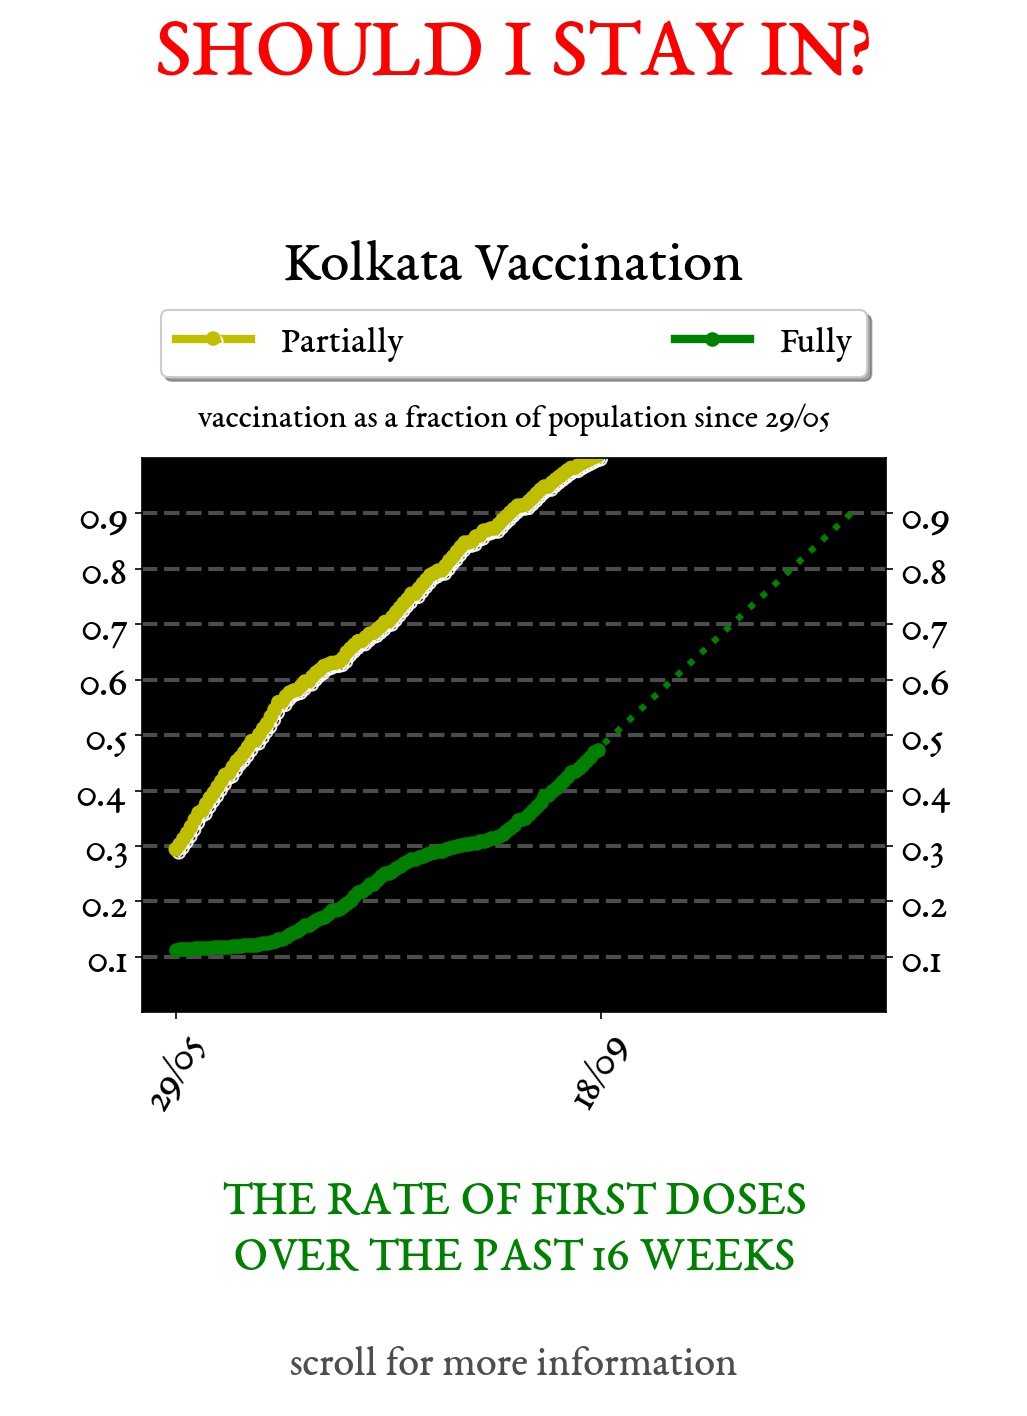 SHOULD I STAY IN?
Kolkata Vaccination
Partially Fully
vaccination as a fraction of population since 29/05
0.9 0.9
0.8 0.8
0.7 0.7
0.6 0.6
0.5 0.5
0.4 0.4
0.3 0.3
0.2 0.2
0.1 0.1
29/05 18/09
THE RATE OF FIRST DOSES
OVER THE PAST 16 WEEKS
scroll for more information